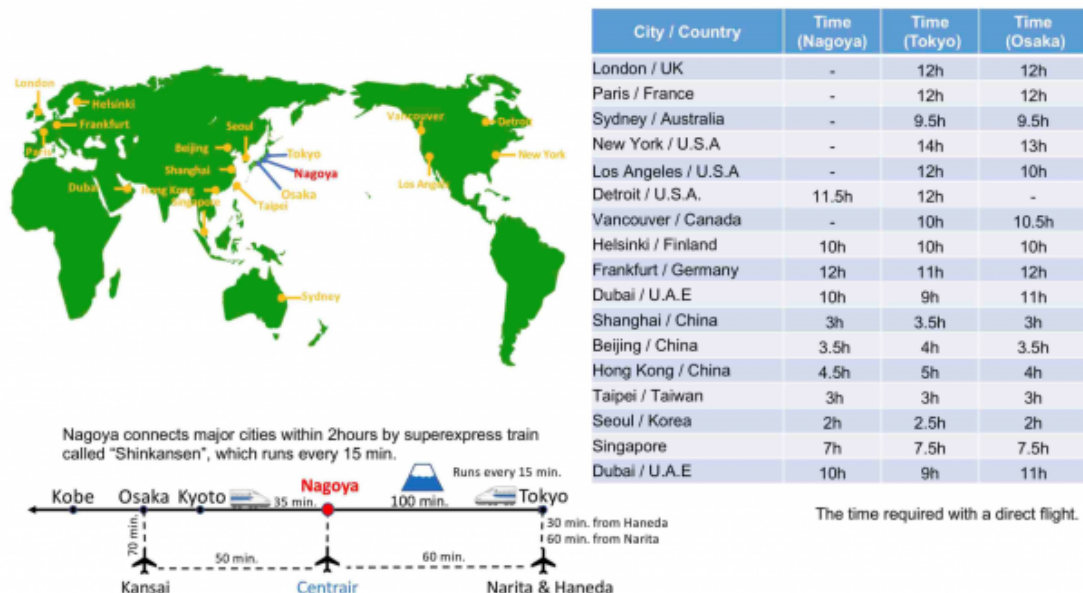 London
Helsinki
Frankfurt
Paris
Dubai
Seoul
Beijing
Shanghai
Hong Kong
Singapore
Tokyo
Nagoya
Osaka
Taipei
Sydney
Vancouver
Detroit
New York
Los Angeles
City / Country Time (Nagoya) Time (Tokyo) Time (Osaka)
London / UK - 12h 12h
Paris / France - 12h 12h
Sydney / Australia - 9.5h 9.5h
New York / U.S.A - 14h 13h
Los Angeles / U.S.A - 12h 10h
Detroit / U.S.A. 11.5h 12h -
Vancouver / Canada - 10h 10.5h
Helsinki / Finland 10h 10h 10h
Frankfurt / Germany 12h 11h 12h
Dubai / U.A.E 10h 9h 11h
Shanghai / China 3h 3.5h 3h
Beijing / China 3.5h 4h 3.5h
Hong Kong / China 4.5h 5h 4h
Taipei / Taiwan 3h 3h 3h
Seoul / Korea 2h 2.5h 2h
Singapore 7h 7.5h 7.5h
Dubai / U.A.E 10h 9h 11h
The time required with a direct flight.
Nagoya connects major cities within 2hours by superexpress train
called "Shinkansen", which runs every 15 min.
Runs every 15 min.
Kobe Osaka Kyoto Nagoya Tokyo
35 min. 100 min.
30 min. from Haneda
60 min. from Narita
70 min.
50 min. 60 min.
Kansai Centrair Narita & Haneda